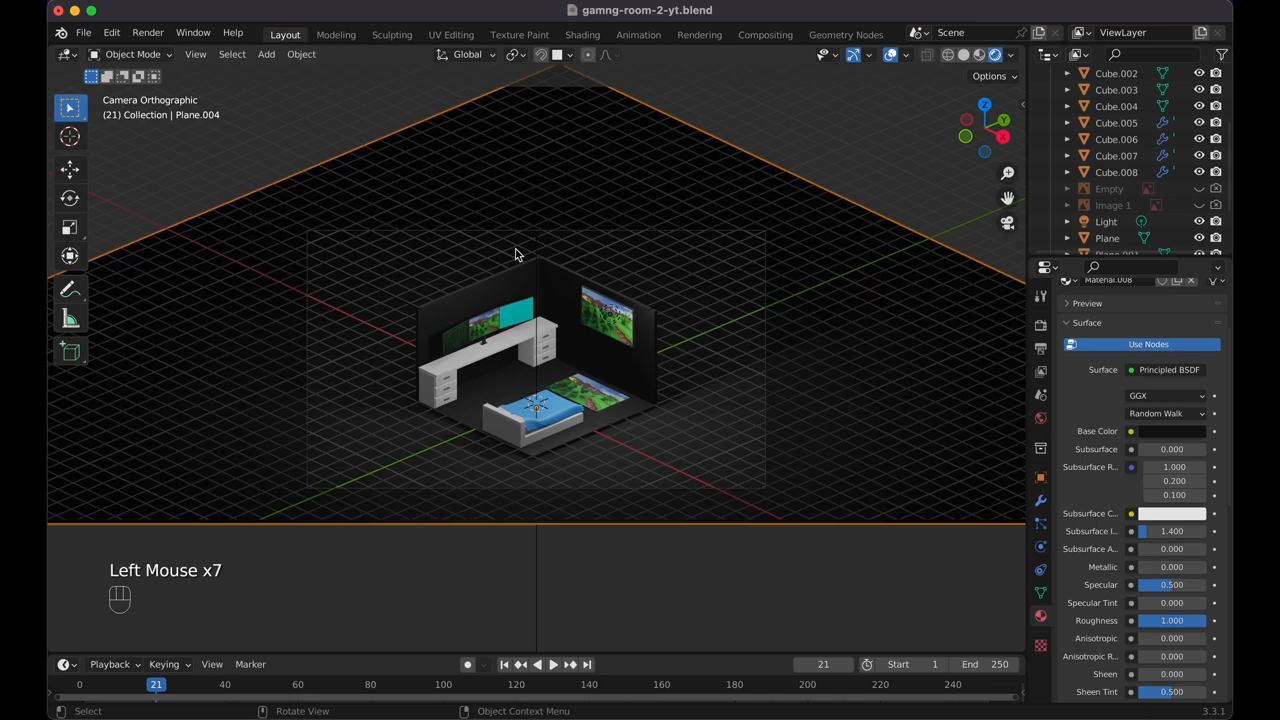 gamng-room-2-yt.blend
File Edit Render Window Help Layout Modeling Sculpting UV Editing Texture Paint Shading Animation Rendering Compositing Geometry Nodes Scene ViewLayer
Object Mode View Select Add Object Global
Options
Camera Orthographic
(21) Collection | Plane.004
Z
Y
X
Cube.002
Cube.003
Cube.004
Cube.005
Cube.006
Cube.007
Cube.008
Empty
Image 1
Light
Plane
Plane.001
Material.008
Preview
Surface
Use Nodes
Surface Principled BSDF
GGX
Random Walk
Base Color
Subsurface 0.000
Subsurface R... 1.000
0.200
0.100
Subsurface C...
Subsurface I... 1.400
Subsurface A... 0.000
Metallic 0.000
Specular 0.500
Specular Tint 0.000
Roughness 1.000
Anisotropic 0.000
Anisotropic R... 0.000
Sheen 0.000
Sheen Tint 0.500
Left Mouse x7
Playback Keying View Marker 21 Start 1 End 250
0 21 40 60 80 100 120 140 160 180 200 220 240
Select Rotate View Object Context Menu 3.3.1